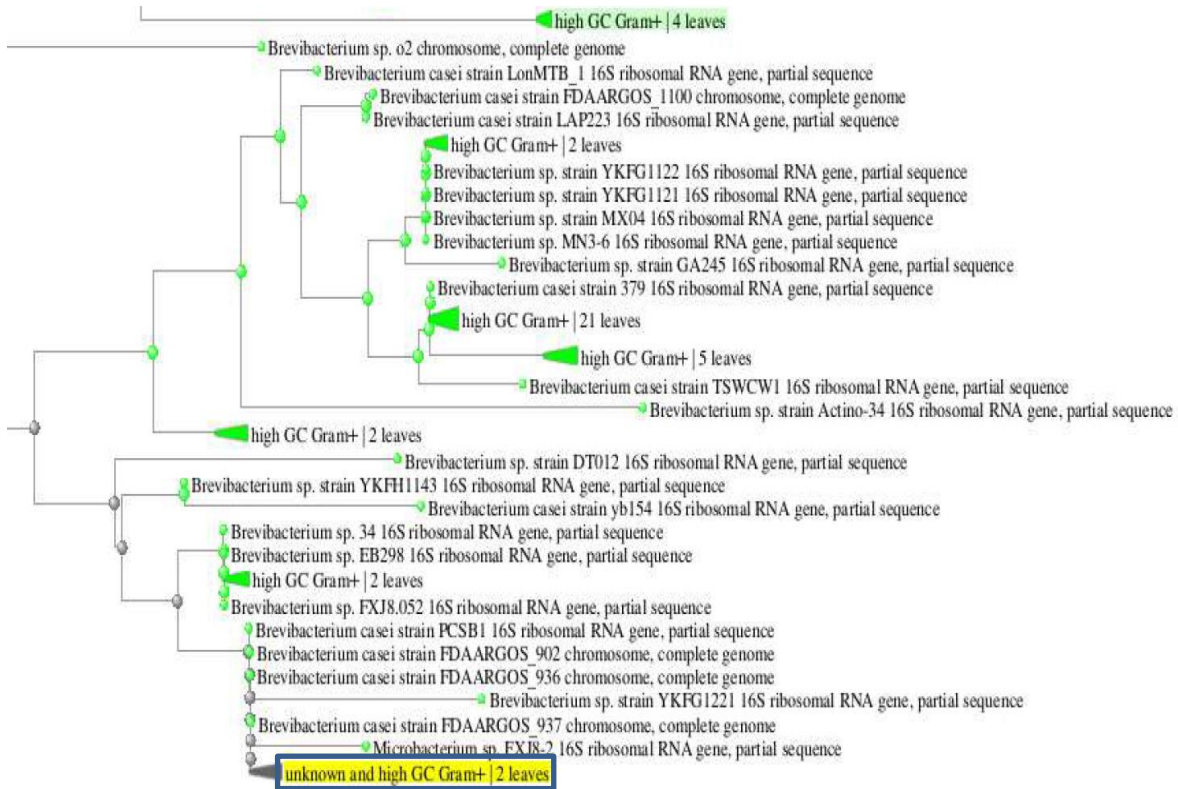 high GC Gram+ | 4 leaves
Brevibacterium sp. o2 chromosome, complete genome
Brevibacterium casei strain LonMTB_1 16S ribosomal RNA gene, partial sequence
Brevibacterium casei strain FDAARGOS_1100 chromosome, complete genome
Brevibacterium casei strain LAP223 16S ribosomal RNA gene, partial sequence
high GC Gram+ | 2 leaves
Brevibacterium sp. strain YKFG1122 16S ribosomal RNA gene, partial sequence
Brevibacterium sp. strain YKFG1121 16S ribosomal RNA gene, partial sequence
Brevibacterium sp. strain MX04 16S ribosomal RNA gene, partial sequence
Brevibacterium sp. MN3-6 16S ribosomal RNA gene, partial sequence
Brevibacterium sp. strain GA245 16S ribosomal RNA gene, partial sequence
Brevibacterium casei strain 379 16S ribosomal RNA gene, partial sequence
high GC Gram+ | 21 leaves
high GC Gram+ | 5 leaves
Brevibacterium casei strain TSWCW1 16S ribosomal RNA gene, partial sequence
Brevibacterium sp. strain Actino-34 16S ribosomal RNA gene, partial sequence
high GC Gram+ | 2 leaves
Brevibacterium sp. strain DT012 16S ribosomal RNA gene, partial sequence
Brevibacterium sp. strain YKFH1143 16S ribosomal RNA gene, partial sequence
Brevibacterium casei strain yb154 16S ribosomal RNA gene, partial sequence
Brevibacterium sp. 34 16S ribosomal RNA gene, partial sequence
Brevibacterium sp. EB298 16S ribosomal RNA gene, partial sequence
high GC Gram+ | 2 leaves
Brevibacterium sp. FXJ8.052 16S ribosomal RNA gene, partial sequence
Brevibacterium casei strain PCSB1 16S ribosomal RNA gene, partial sequence
Brevibacterium casei strain FDAARGOS_902 chromosome, complete genome
Brevibacterium casei strain FDAARGOS_936 chromosome, complete genome
Brevibacterium sp. strain YKFG1221 16S ribosomal RNA gene, partial sequence
Brevibacterium casei strain FDAARGOS_937 chromosome, complete genome
Microbacterium sp. FXJ8-2 16S ribosomal RNA gene, partial sequence
unknown and high GC Gram+ | 2 leaves